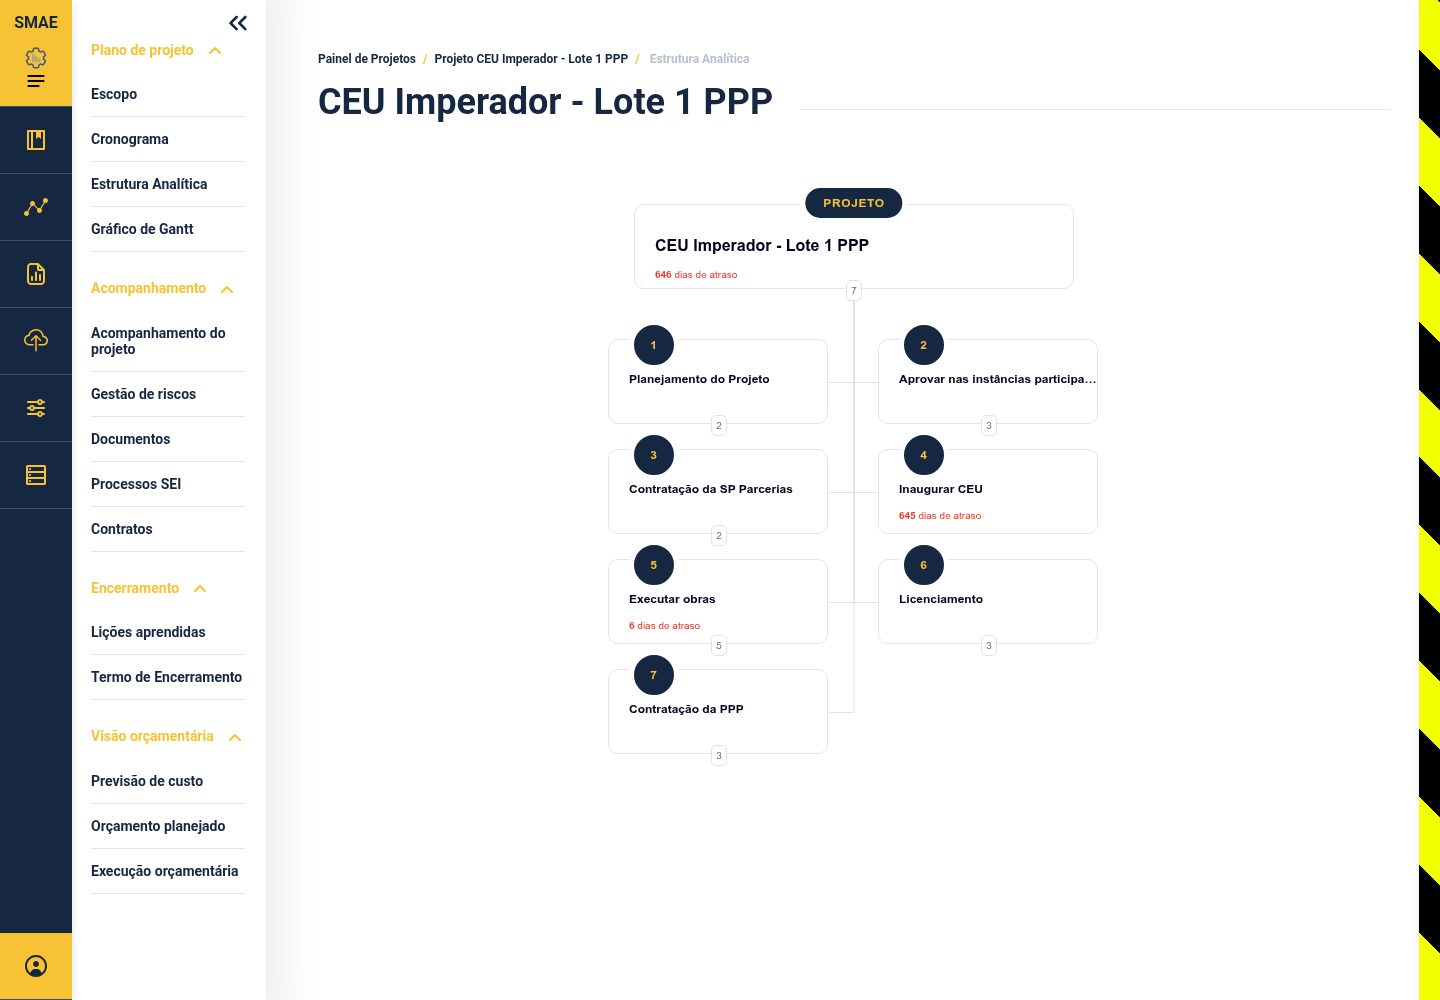 SMAE
Plano de projeto
Escopo
Cronograma
Estrutura Analítica
Gráfico de Gantt
Acompanhamento
Acompanhamento do
projeto
Gestão de riscos
Documentos
Processos SEI
Contratos
Encerramento
Lições aprendidas
Termo de Encerramento
Visão orçamentária
Previsão de custo
Orçamento planejado
Execução orçamentária
Painel de Projetos / Projeto CEU Imperador - Lote 1 PPP / Estrutura Analítica
CEU Imperador - Lote 1 PPP
PROJETO
CEU Imperador - Lote 1 PPP
646 dias de atraso
7
1
Planejamento do Projeto
2
2
Aprovar nas instâncias participa...
3
3
Contratação da SP Parcerias
2
4
Inaugurar CEU
645 dias de atraso
5
Executar obras
6 dias de atraso
5
6
Licenciamento
3
7
Contratação da PPP
3